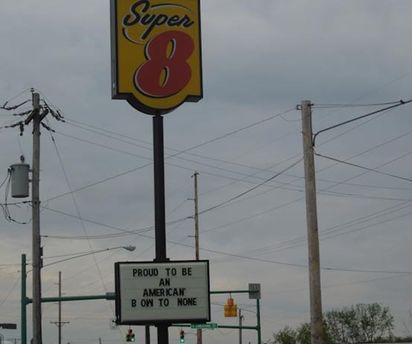 Super
8
PROUD TO BE
AN
AMERICAN
B OW TO NONE